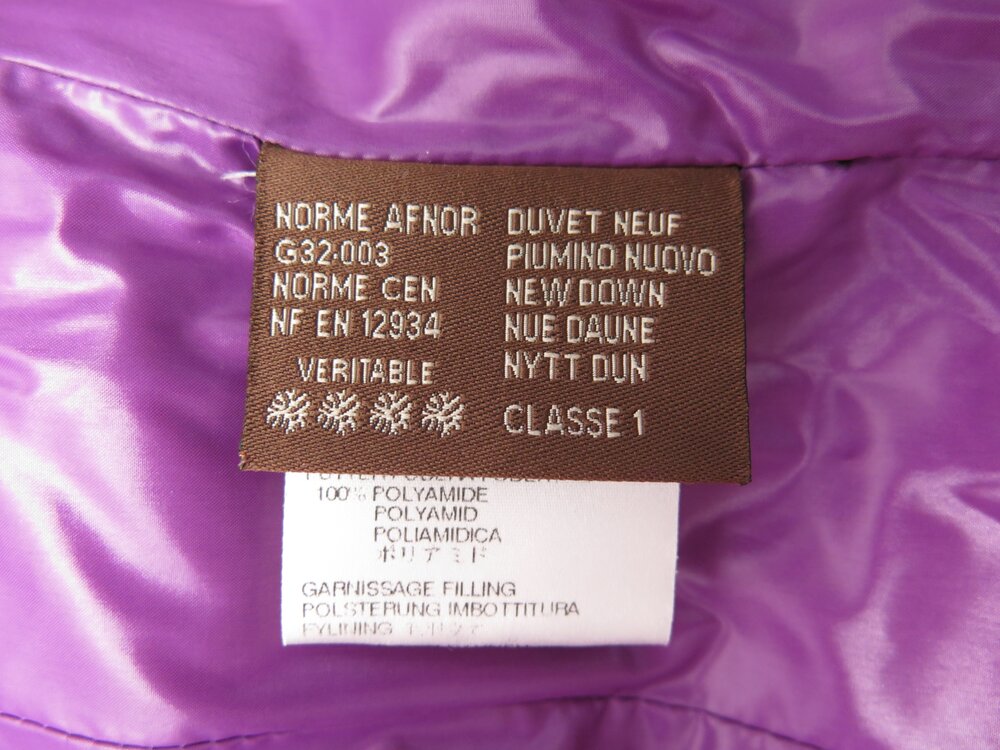 NORME AFNOR
G32-003
NORME CEN
NF EN 12934
VERITABLE
DUVET NEUF
PIUMINO NUOVO
NEW DOWN
NUE DAUNE
NYTT DUN
CLASSE 1
100% POLYAMIDE
POLYAMID
POLIAMIDICA
ポリアミド
GARNISSAGE FILLING
POLSTERUNG IMBOTTITURA
FYLINING